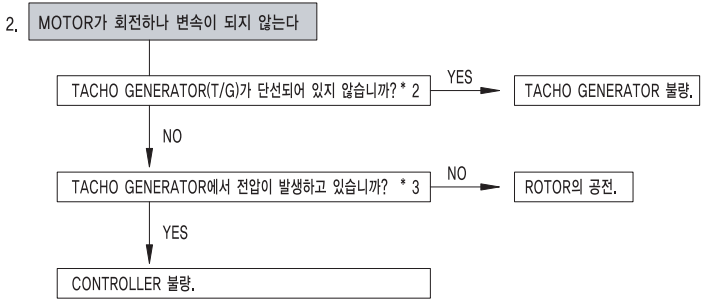 2. MOTOR가 회전하나 변속이 되지 않는다
TACHO GENERATOR(T/G)가 단선되어 있지 않습니까? * 2
YES
TACHO GENERATOR 불량.
NO
TACHO GENERATOR에서 전압이 발생하고 있습니까? * 3
NO
ROTOR의 공전.
YES
CONTROLLER 불량.